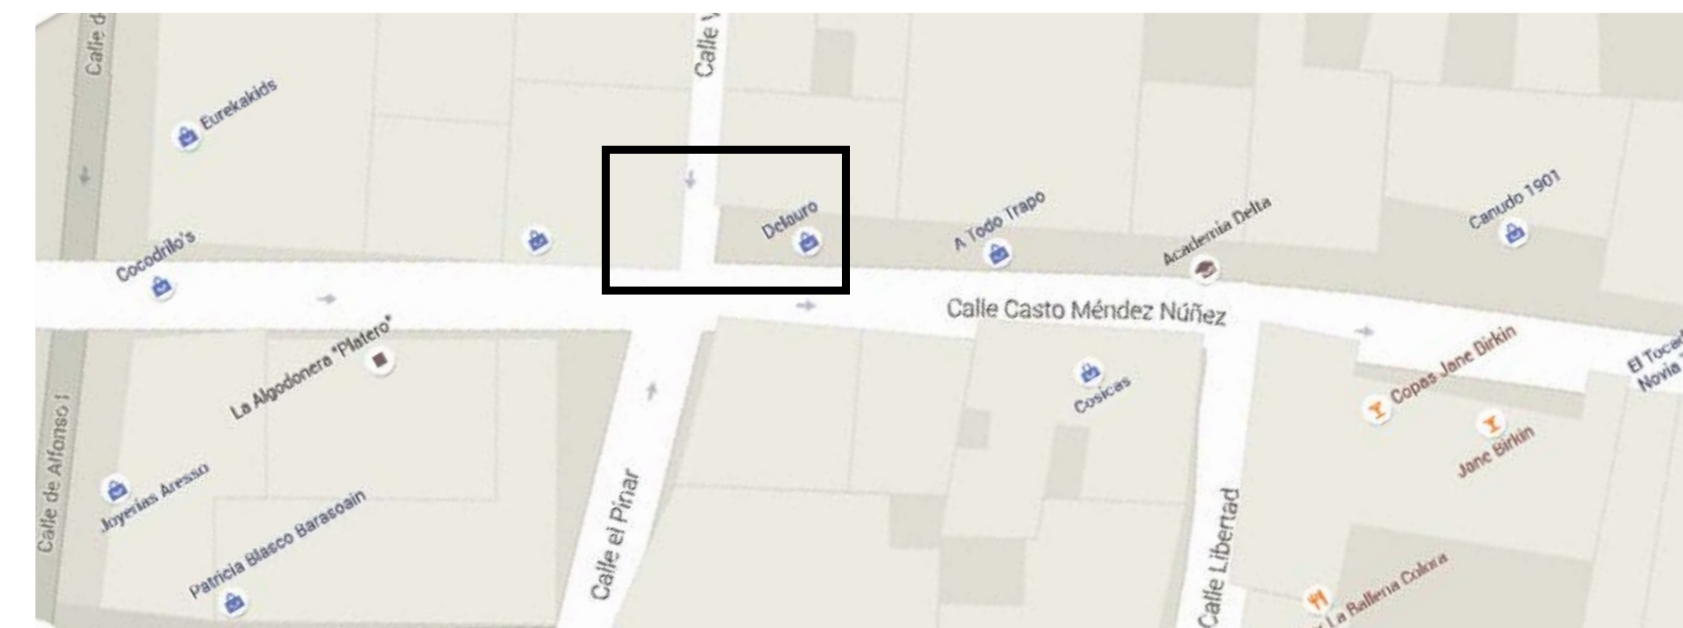 Calle d
Calle V
Eurekakids
Cocodrilo's
Delauro
A Todo Trapo
Academia Delta
Canudo 1901
Calle Casto Méndez Núñez
La Algodonera "Platero"
Copas Jane Birkin
El Tocad
Novia
Cosicas
Jane Birkin
Calle de Alfonso I
Joyerías Aresso
Patricia Blasco Barasoain
Calle el Pinar
Calle Libertad
La Ballena Colora